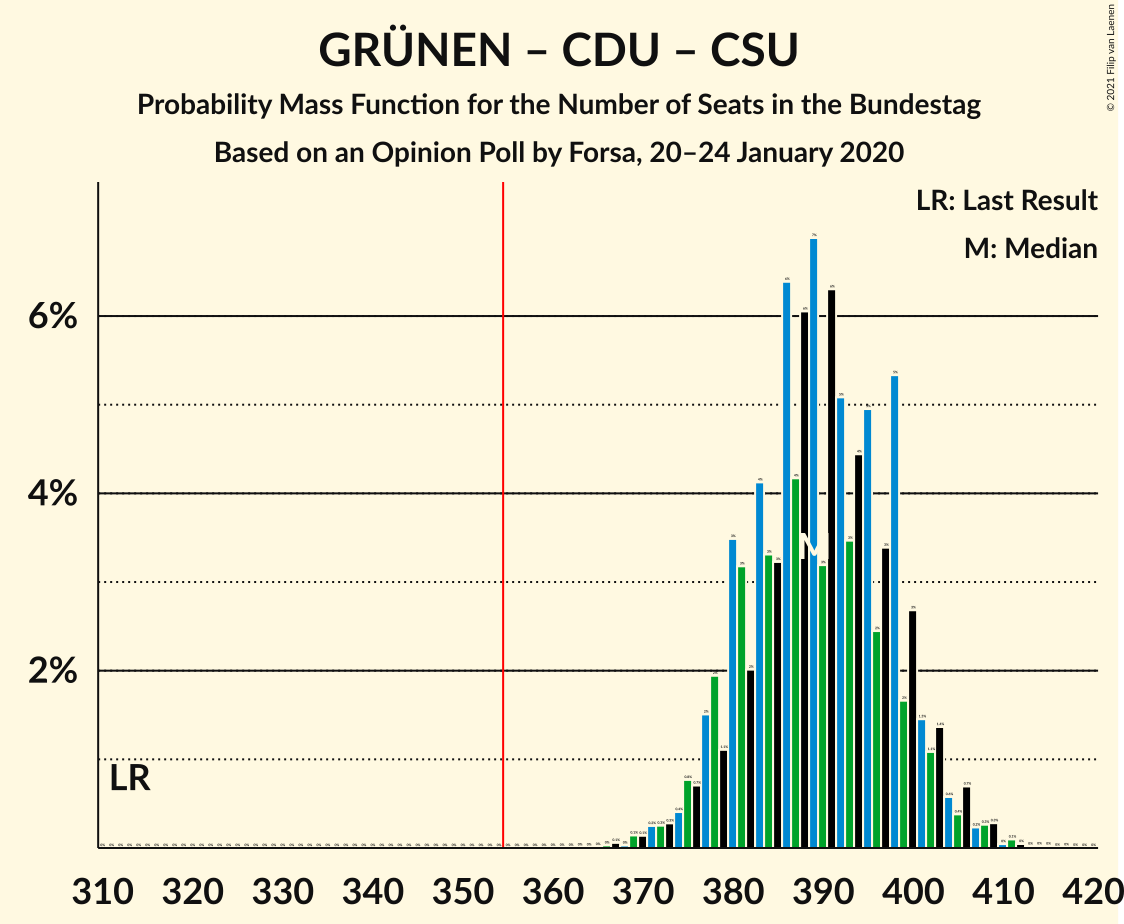 GRÜNEN – CDU – CSU
Probability Mass Function for the Number of Seats in the Bundestag
Based on an Opinion Poll by Forsa, 20–24 January 2020
© 2021 Filip van Laenen
LR: Last Result
M: Median
6%
4%
2%
M
LR
310 320 330 340 350 360 370 380 390 400 410 420